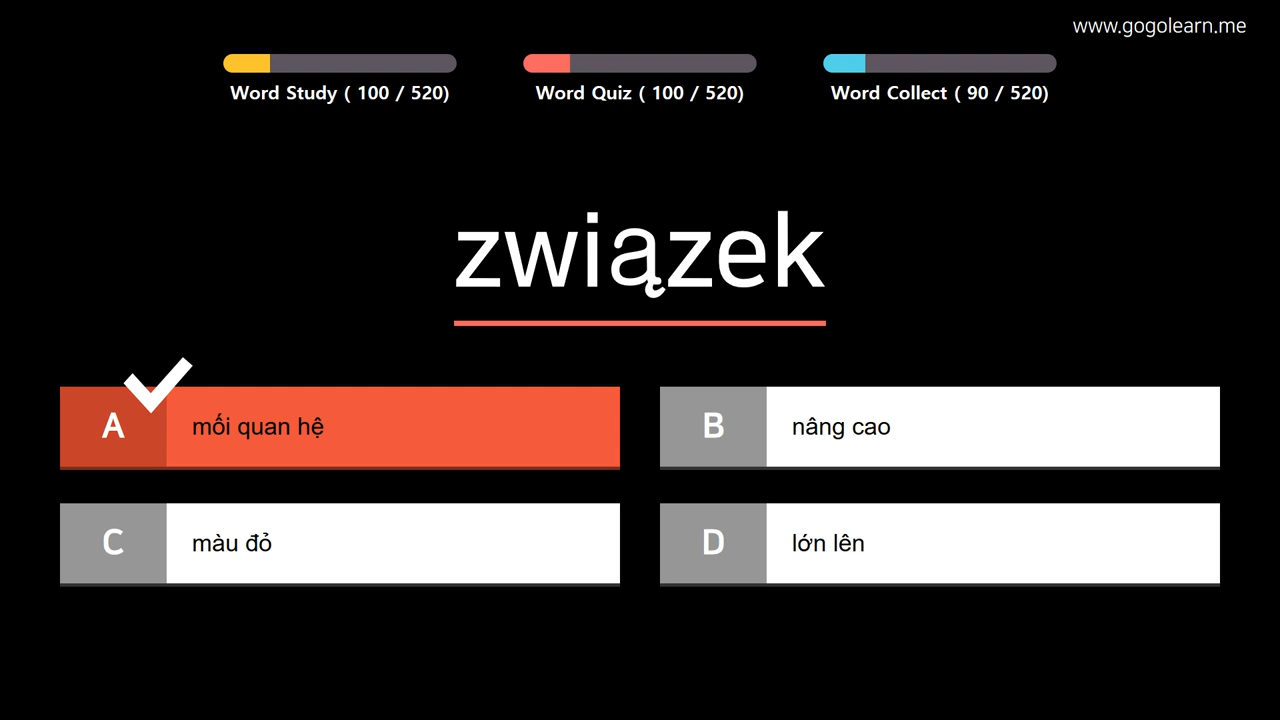 www.gogolearn.me
Word Study ( 100 / 520)
Word Quiz ( 100 / 520)
Word Collect ( 90 / 520)
związek
A mối quan hệ
B nâng cao
C màu đỏ
D lớn lên